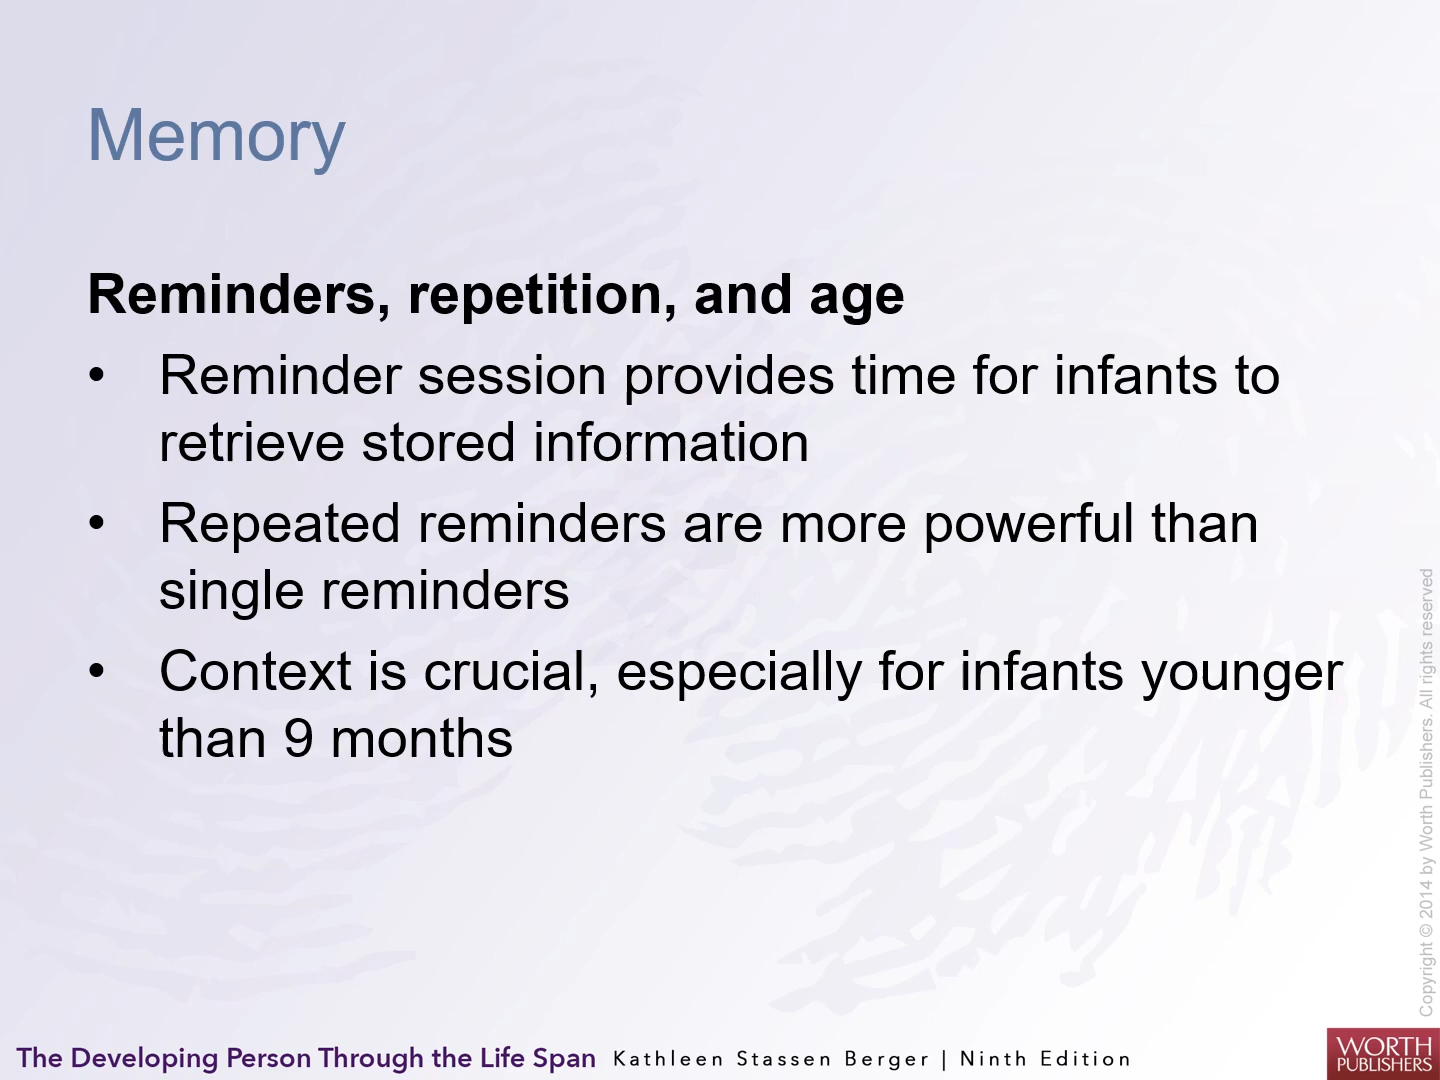 Memory
Reminders, repetition, and age
• Reminder session provides time for infants to
retrieve stored information
• Repeated reminders are more powerful than
single reminders
• Context is crucial, especially for infants younger
than 9 months
Copyright © 2014 by Worth Publishers. All rights reserved
The Developing Person Through the Life Span Kathleen Stassen Berger | Ninth Edition
WORTH
PUBLISHERS